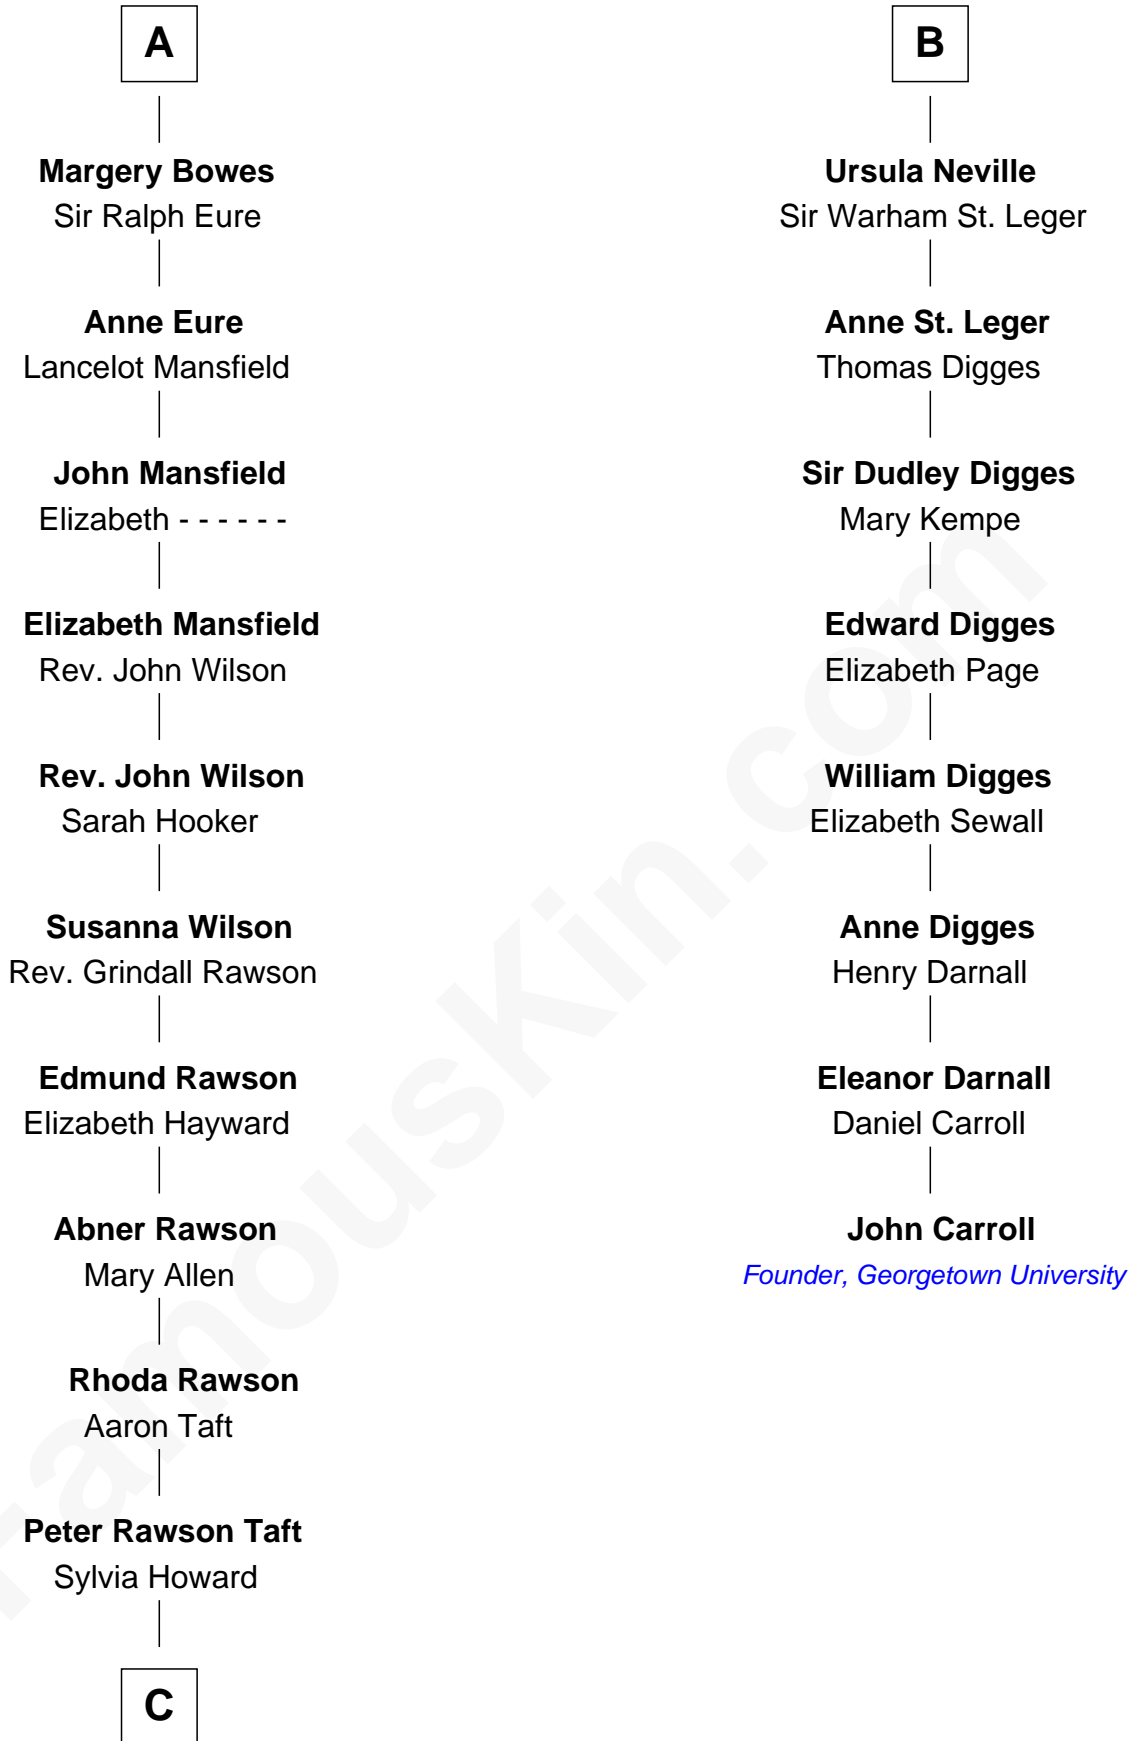 A
Margery Bowes
Sir Ralph Eure
Anne Eure
Lancelot Mansfield
John Mansfield
Elizabeth - - - - - -
Elizabeth Mansfield
Rev. John Wilson
Rev. John Wilson
Sarah Hooker
Susanna Wilson
Rev. Grindall Rawson
Edmund Rawson
Elizabeth Hayward
Abner Rawson
Mary Allen
Rhoda Rawson
Aaron Taft
Peter Rawson Taft
Sylvia Howard
C
B
Ursula Neville
Sir Warham St. Leger
Anne St. Leger
Thomas Digges
Sir Dudley Digges
Mary Kempe
Edward Digges
Elizabeth Page
William Digges
Elizabeth Sewall
Anne Digges
Henry Darnall
Eleanor Darnall
Daniel Carroll
John Carroll
Founder, Georgetown University
FamousKin.com